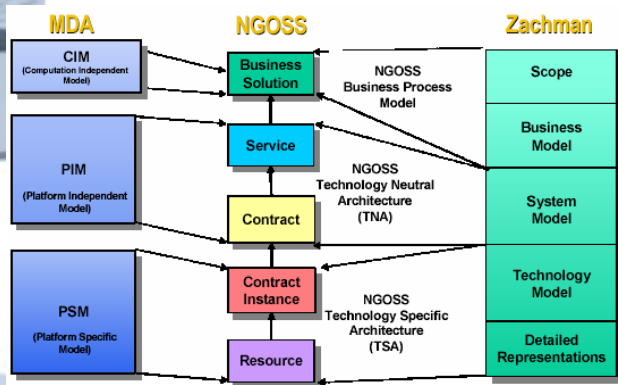 MDA
NGOSS
Zachman
CIM
(Computation Independent
Model)
PIM
(Platform Independent
Model)
PSM
(Platform Specific
Model)
Business
Solution
Service
Contract
Contract
Instance
Resource
NGOSS
Business Process
Model
NGOSS
Technology Neutral
Architecture
(TNA)
NGOSS
Technology Specific
Architecture
(TSA)
Scope
Business
Model
System
Model
Technology
Model
Detailed
Representations